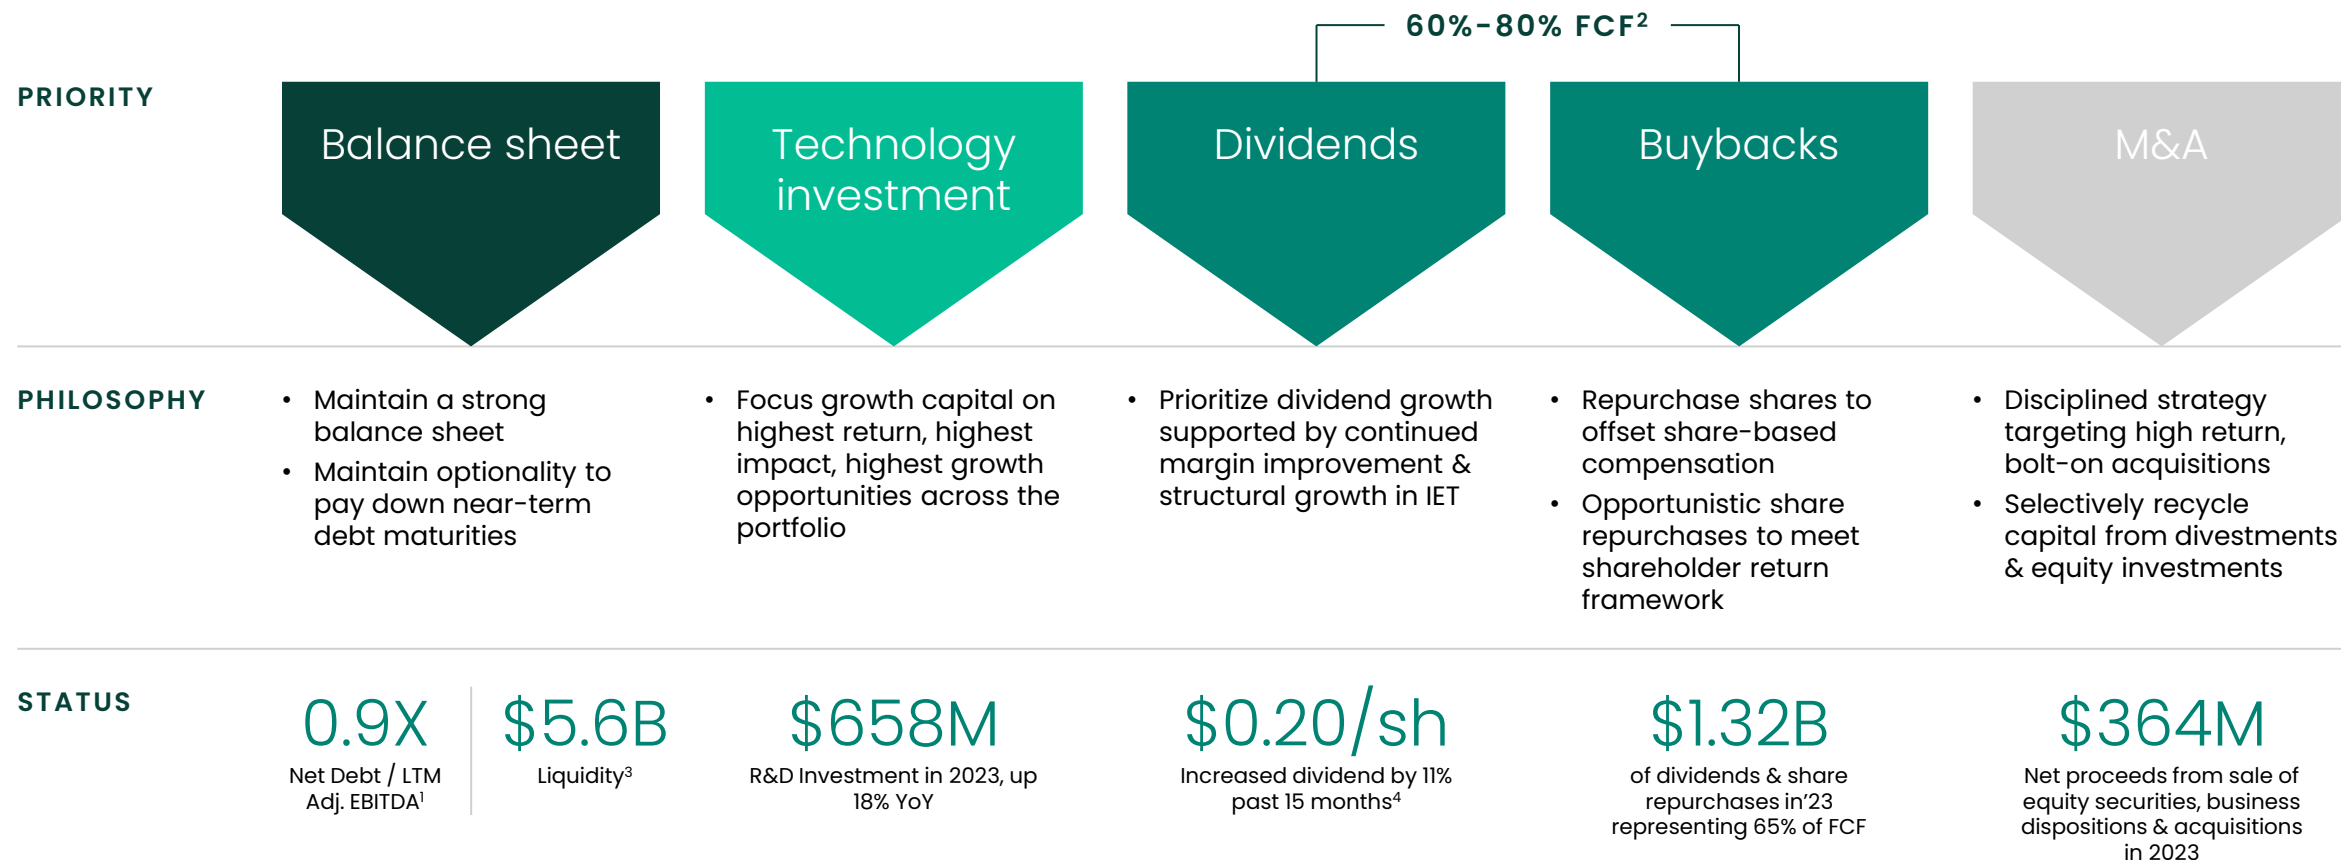 60%-80% FCF²
PRIORITY
Balance sheet
Technology
investment
Dividends
Buybacks
M&A
PHILOSOPHY
• Maintain a strong
balance sheet
• Maintain optionality to
pay down near-term
debt maturities
• Focus growth capital on
highest return, highest
impact, highest growth
opportunities across the
portfolio
• Prioritize dividend growth
supported by continued
margin improvement &
structural growth in IET
• Repurchase shares to
offset share-based
compensation
• Opportunistic share
repurchases to meet
shareholder return
framework
• Disciplined strategy
targeting high return,
bolt-on acquisitions
• Selectively recycle
capital from divestments
& equity investments
STATUS
0.9X
Net Debt / LTM
Adj. EBITDA¹
$5.6B
Liquidity³
$658M
R&D Investment in 2023, up
18% YoY
$0.20/sh
Increased dividend by 11%
past 15 months⁴
$1.32B
of dividends & share
repurchases in’23
representing 65% of FCF
$364M
Net proceeds from sale of
equity securities, business
dispositions & acquisitions
in 2023